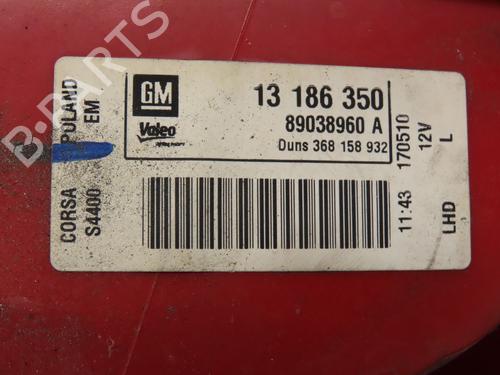 GM
Valeo
13 186 350
89038960 A
Duns 368 158 932
CORSA POLAND
S4400 EM
11:43 170510
12V
LHD L